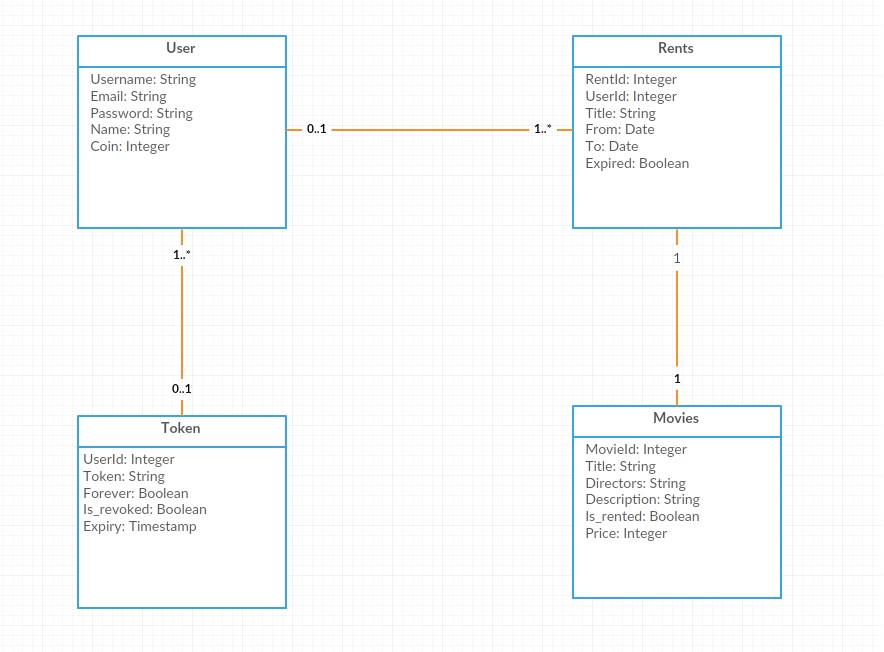 User
Username: String
Email: String
Password: String
Name: String
Coin: Integer
0..1
1..*
Rents
RentId: Integer
UserId: Integer
Title: String
From: Date
To: Date
Expired: Boolean
1..*
0..1
1
1
Token
UserId: Integer
Token: String
Forever: Boolean
Is_revoked: Boolean
Expiry: Timestamp
Movies
MovieId: Integer
Title: String
Directors: String
Description: String
Is_rented: Boolean
Price: Integer